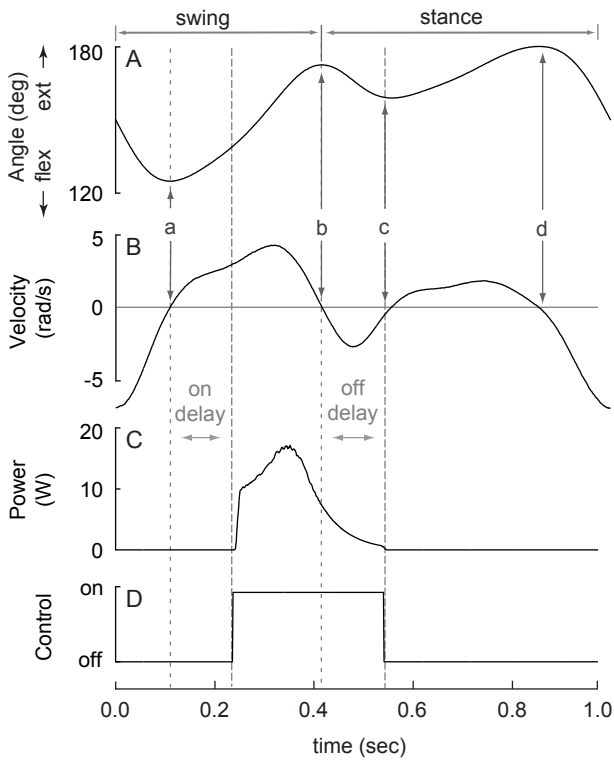 swing stance
A
180
120
Angle (deg)
← flex ext →
a b c d
B
5
0
-5
Velocity
(rad/s)
on
delay
off
delay
C
20
10
0
Power
(W)
D
on
off
Control
0.0 0.2 0.4 0.6 0.8 1.0
time (sec)